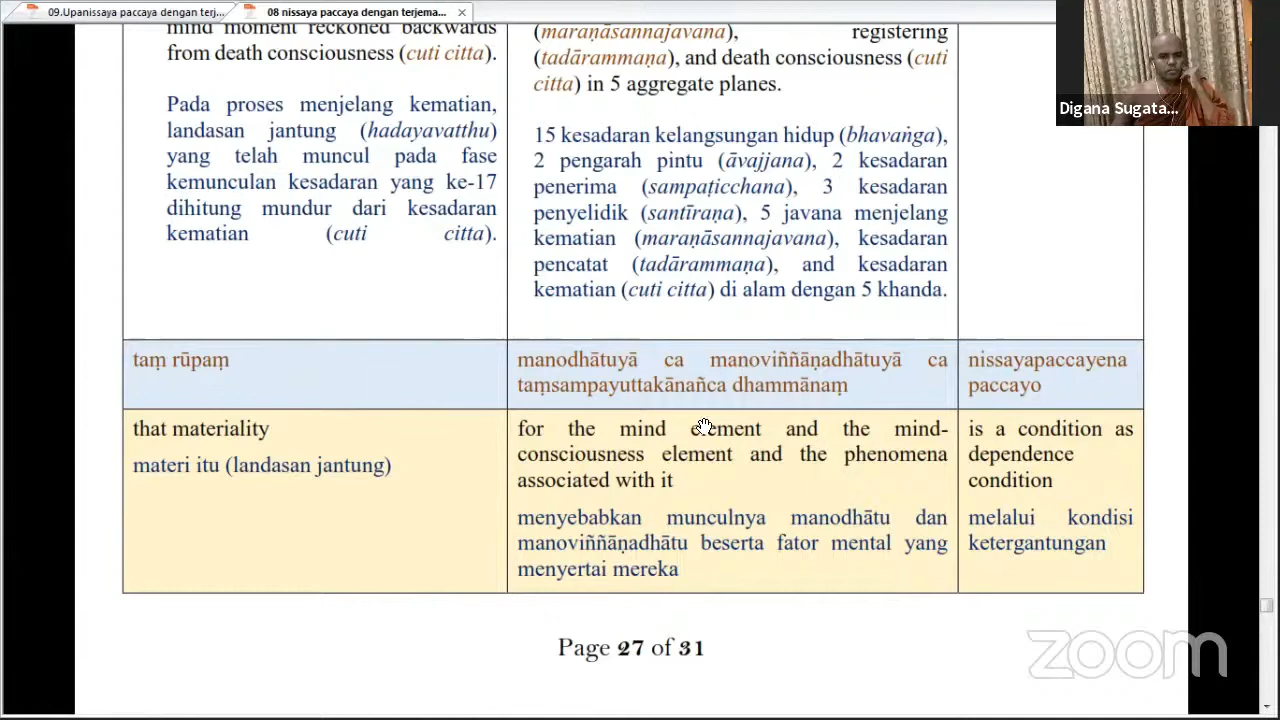 09.Upanissaya paccaya dengan terj...
08 nissaya paccaya dengan terjema...
Digana Sugata...
mind moment reckoned backwards
from death consciousness (cuti citta).
Pada proses menjelang kematian,
landasan jantung (hadayavatthu)
yang telah muncul pada fase
kemunculan kesadaran yang ke-17
dihitung mundur dari kesadaran
kematian (cuti citta).
(maraṇāsannajavana), registering
(tadārammaṇa), and death consciousness (cuti
citta) in 5 aggregate planes.
15 kesadaran kelangsungan hidup (bhavaṅga),
2 pengarah pintu (āvajjana), 2 kesadaran
penerima (sampaṭicchana), 3 kesadaran
penyelidik (santīraṇa), 5 javana menjelang
kematian (maraṇāsannajavana), kesadaran
pencatat (tadārammaṇa), and kesadaran
kematian (cuti citta) di alam dengan 5 khanda.
taṃ rūpaṃ
manodhātuyā ca manoviññāṇadhātuyā ca
taṃsampayuttakānañca dhammānaṃ
nissayapaccayena
paccayo
that materiality
materi itu (landasan jantung)
for the mind element and the mind-
consciousness element and the phenomena
associated with it
menyebabkan munculnya manodhātu dan
manoviññāṇadhātu beserta fator mental yang
menyertai mereka
is a condition as
dependence
condition
melalui kondisi
ketergantungan
Page 27 of 31
zoom